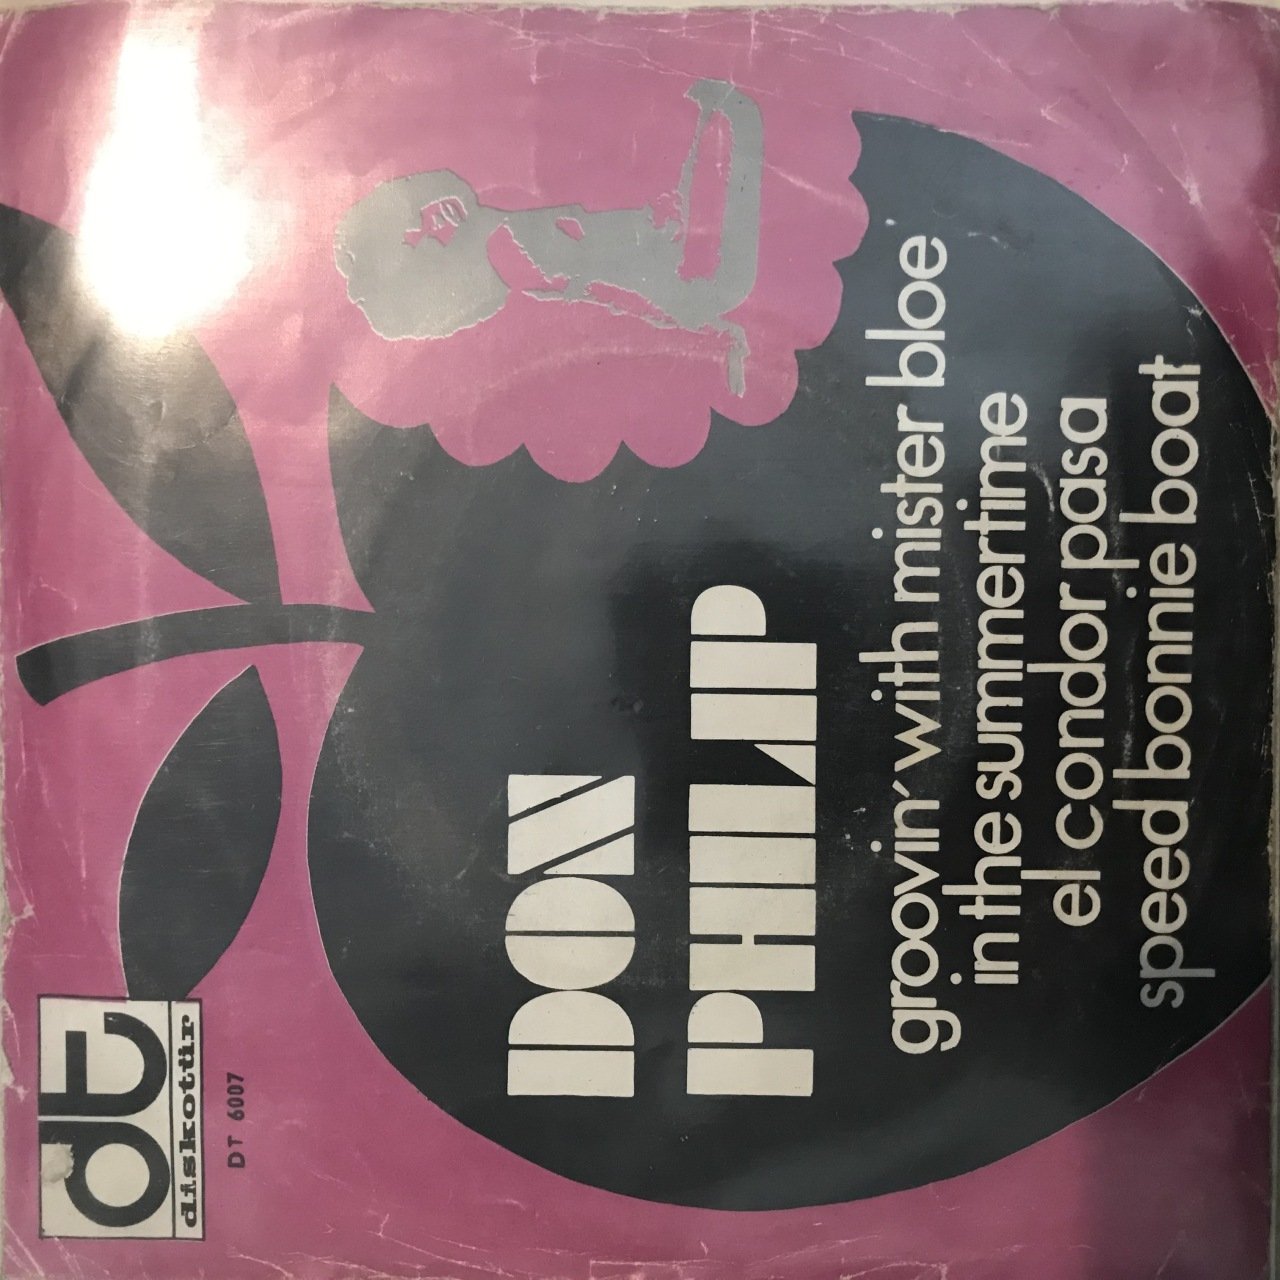 dt
diskotür
DT 6007
DON
PHILIP
groovin' with mister bloe
in the summertime
el condor pasa
speed bonnie boat